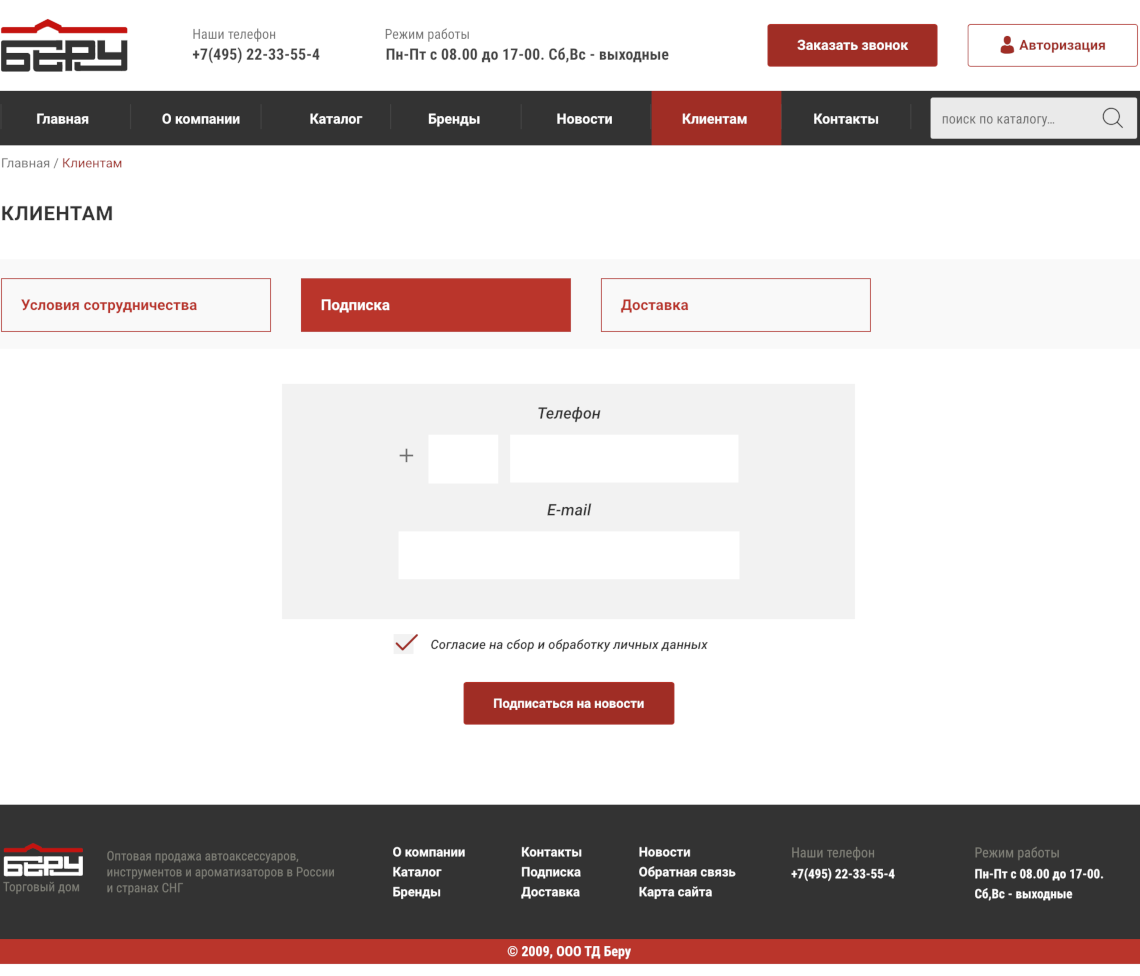 БЕРУ
Наши телефон
+7(495) 22-33-55-4
Режим работы
Пн-Пт с 08.00 до 17-00. Сб,Вс - выходные
Заказать звонок
Авторизация
Главная
О компании
Каталог
Бренды
Новости
Клиентам
Контакты
поиск по каталогу...
Главная / Клиентам
КЛИЕНТАМ
Условия сотрудничества
Подписка
Доставка
Телефон
+
E-mail
Согласие на сбор и обработку личных данных
Подписаться на новости
БЕРУ
Торговый дом
Оптовая продажа автоаксессуаров,
инструментов и ароматизаторов в России
и странах СНГ
О компании
Каталог
Бренды
Контакты
Подписка
Доставка
Новости
Обратная связь
Карта сайта
Наши телефон
+7(495) 22-33-55-4
Режим работы
Пн-Пт с 08.00 до 17-00.
Сб,Вс - выходные
© 2009, ООО ТД Беру